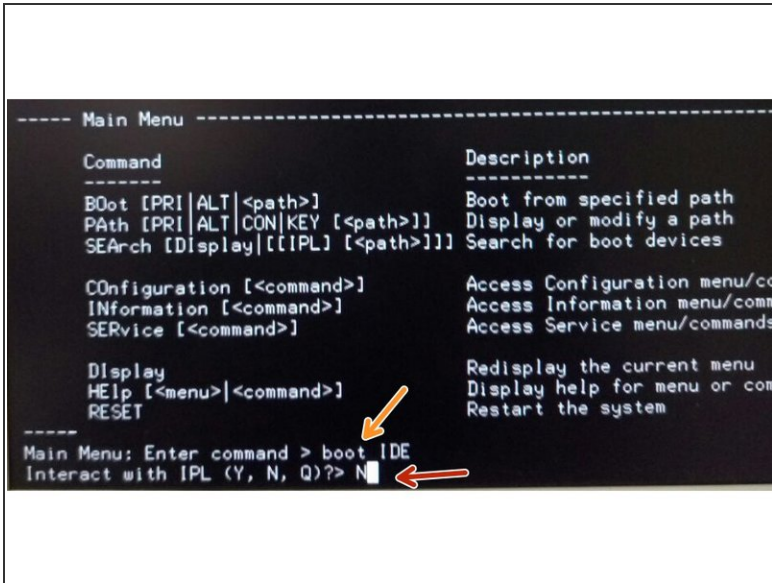 ----- Main Menu --------------------------------------------------------------
Command Description
------- -----------
BOot [PRI|ALT|<path>] Boot from specified path
PAth [PRI|ALT|CON|KEY [<path>]] Display or modify a path
SEArch [DIsplay|[[IPL] [<path>]]] Search for boot devices
COnfiguration [<command>] Access Configuration menu/co
INformation [<command>] Access Information menu/comm
SERvice [<command>] Access Service menu/commands
DIsplay Redisplay the current menu
HElp [<menu>|<command>] Display help for menu or com
RESET Restart the system
-----
Main Menu: Enter command > boot IDE
Interact with IPL (Y, N, Q)?> N